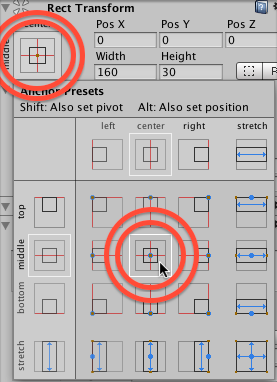 Rect Transform
center
Pos X Pos Y Pos Z
0 0 0
middle
Width Height
160 30
R
Anchor Presets
Shift: Also set pivot Alt: Also set position
left center right stretch
top
middle
bottom
stretch